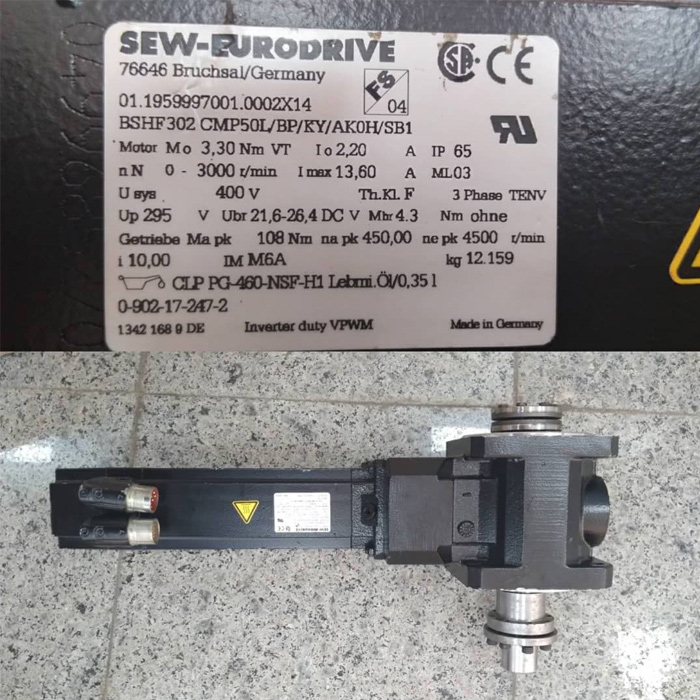 SEW-EURODRIVE
76646 Bruchsal/Germany
FS
04
01.1959997001.0002X14
BSHF302 CMP50L/BP/KY/AK0H/SB1
Motor Mo 3,30 Nm VT Io 2,20 A IP 65
nN 0 - 3000 r/min I max 13,60 A ML 03
U sys 400 V Th.Kl. F 3 Phase TENV
Up 295 V Ubr 21,6-26,4 DC V Mbr 4.3 Nm ohne
Getriebe Ma pk 108 Nm na pk 450,00 ne pk 4500 r/min
i 10,00 IM M6A kg 12.159
CLP PG-460-NSF-H1 Lebmi.Öl/0,35 l
0-902-17-247-2
1342 168 9 DE Inverter duty VPWM Made in Germany